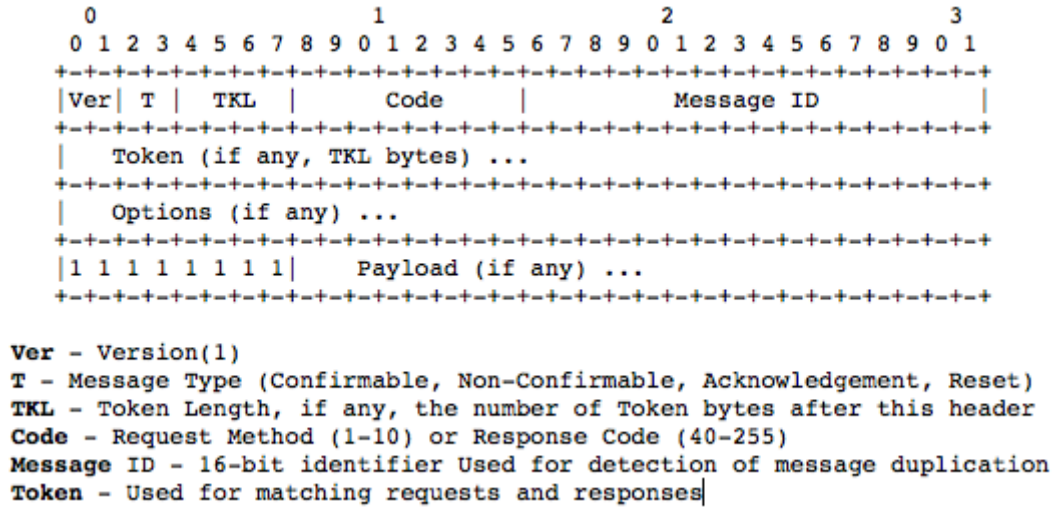 0                   1                   2                   3
 0 1 2 3 4 5 6 7 8 9 0 1 2 3 4 5 6 7 8 9 0 1 2 3 4 5 6 7 8 9 0 1
+-+-+-+-+-+-+-+-+-+-+-+-+-+-+-+-+-+-+-+-+-+-+-+-+-+-+-+-+-+-+-+-+
|Ver| T |  TKL  |      Code     |          Message ID           |
+-+-+-+-+-+-+-+-+-+-+-+-+-+-+-+-+-+-+-+-+-+-+-+-+-+-+-+-+-+-+-+-+
|   Token (if any, TKL bytes) ...
+-+-+-+-+-+-+-+-+-+-+-+-+-+-+-+-+-+-+-+-+-+-+-+-+-+-+-+-+-+-+-+-+
|   Options (if any) ...
+-+-+-+-+-+-+-+-+-+-+-+-+-+-+-+-+-+-+-+-+-+-+-+-+-+-+-+-+-+-+-+-+
|1 1 1 1 1 1 1 1|    Payload (if any) ...
+-+-+-+-+-+-+-+-+-+-+-+-+-+-+-+-+-+-+-+-+-+-+-+-+-+-+-+-+-+-+-+-+
Ver - Version(1)
T - Message Type (Confirmable, Non-Confirmable, Acknowledgement, Reset)
TKL - Token Length, if any, the number of Token bytes after this header
Code - Request Method (1-10) or Response Code (40-255)
Message ID - 16-bit identifier Used for detection of message duplication
Token - Used for matching requests and responses